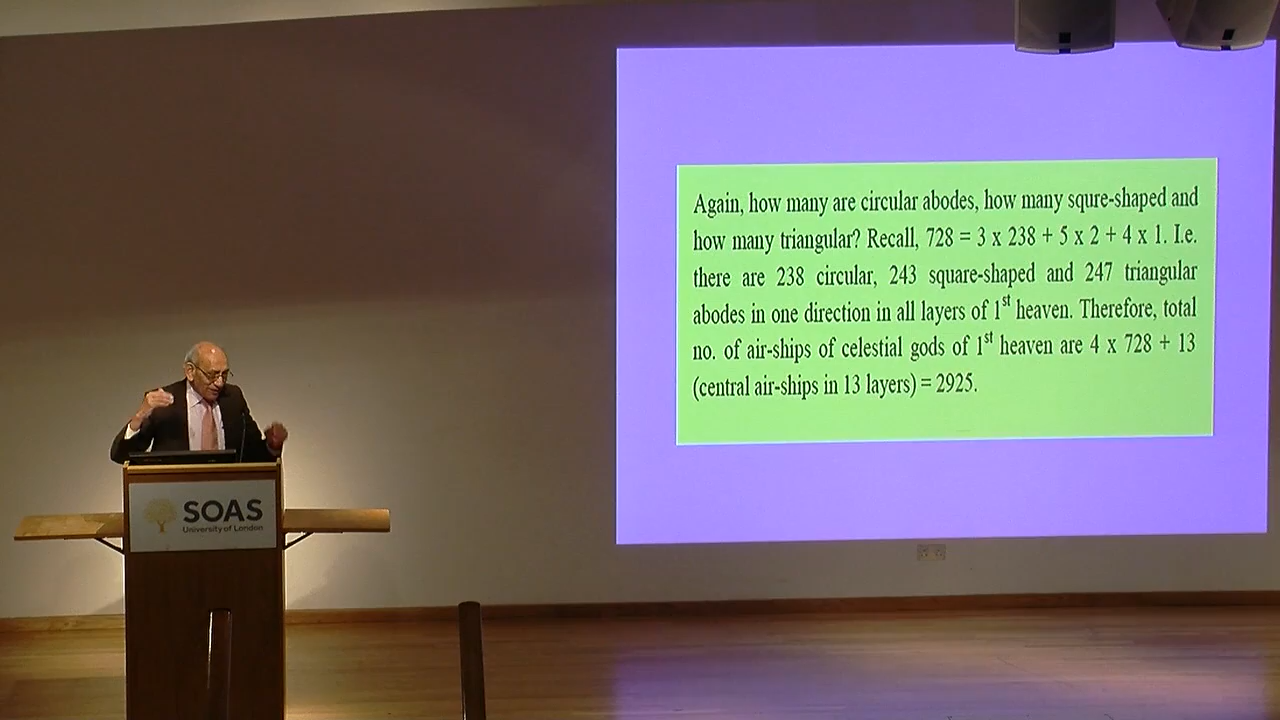 Again, how many are circular abodes, how many squre-shaped and
how many triangular? Recall, 728 = 3 x 238 + 5 x 2 + 4 x 1. I.e.
there are 238 circular, 243 square-shaped and 247 triangular
abodes in one direction in all layers of 1st heaven. Therefore, total
no. of air-ships of celestial gods of 1st heaven are 4 x 728 + 13
(central air-ships in 13 layers) = 2925.
SOAS
University of London